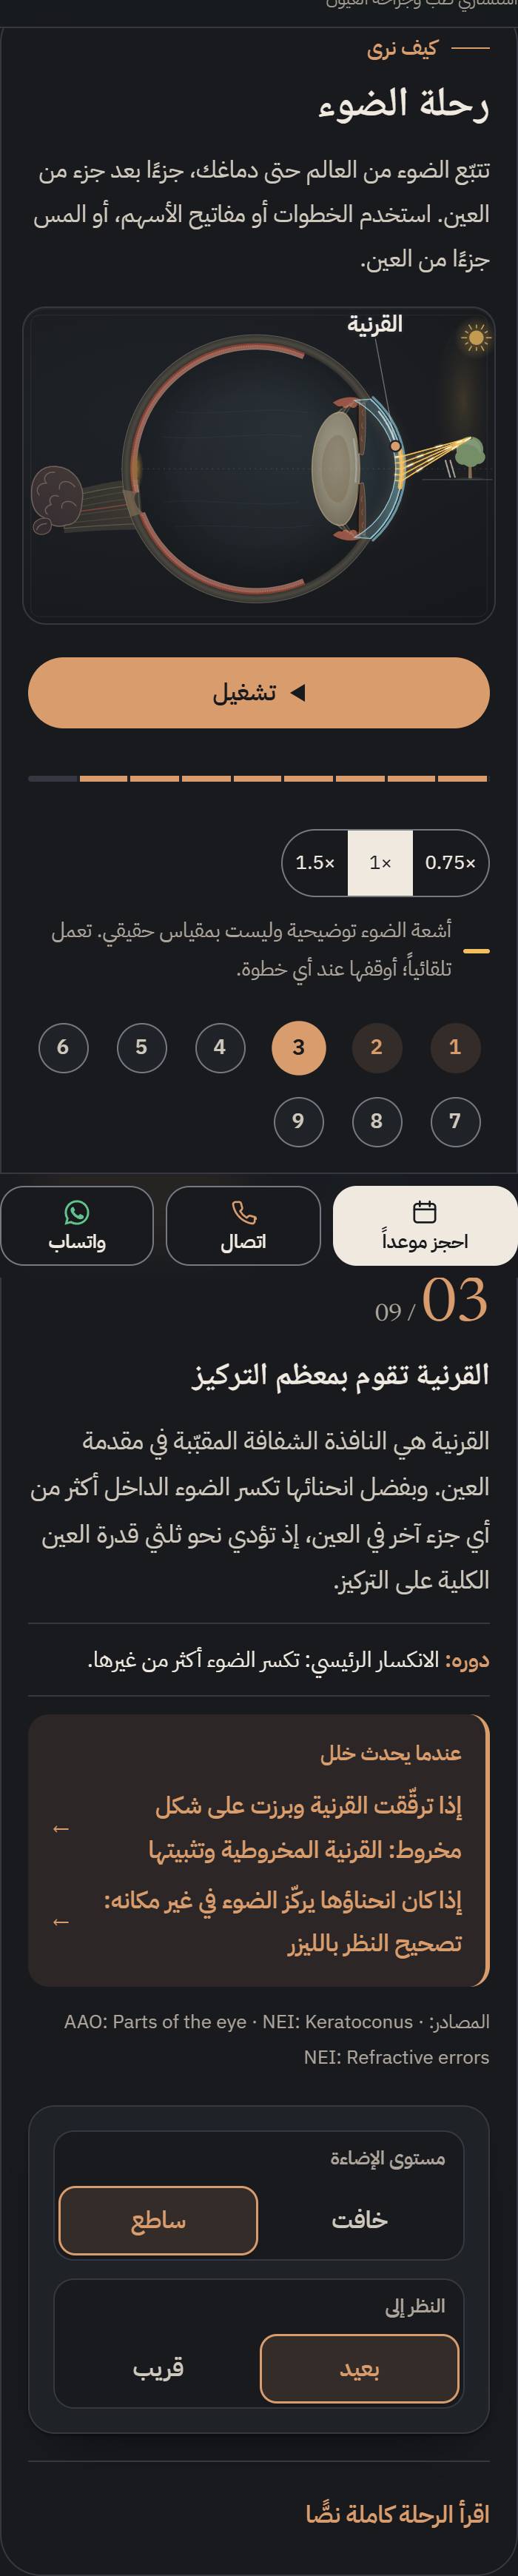 استشاري طب وجراحة العيون
كيف نرى
رحلة الضوء
تتبّع الضوء من العالم حتى دماغك، جزءًا بعد جزء من
العين. استخدم الخطوات أو مفاتيح الأسهم، أو المس
جزءًا من العين.
القرنية
تشغيل
0.75×
1×
1.5×
أشعة الضوء توضيحية وليست بمقياس حقيقي. تعمل
تلقائياً؛ أوقفها عند أي خطوة.
1 2 3 4 5 6
7 8 9
احجز موعداً
اتصال
واتساب
03 / 09
القرنية تقوم بمعظم التركيز
القرنية هي النافذة الشفافة المقبّبة في مقدمة
العين. وبفضل انحنائها تكسر الضوء الداخل أكثر من
أي جزء آخر في العين، إذ تؤدي نحو ثلثي قدرة العين
الكلية على التركيز.
دوره: الانكسار الرئيسي: تكسر الضوء أكثر من غيرها.
عندما يحدث خلل
إذا ترقّقت القرنية وبرزت على شكل
مخروط: القرنية المخروطية وتثبيتها ←
إذا كان انحناؤها يركّز الضوء في غير مكانه:
تصحيح النظر بالليزر ←
المصادر: AAO: Parts of the eye · NEI: Keratoconus ·
NEI: Refractive errors
مستوى الإضاءة
خافت
ساطع
النظر إلى
بعيد
قريب
اقرأ الرحلة كاملة نصًّا